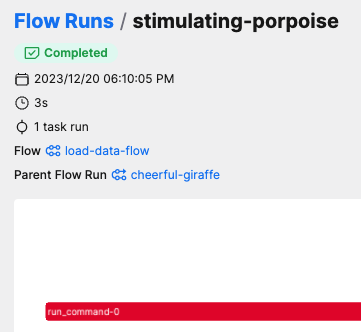 Flow Runs / stimulating-porpoise
Completed
2023/12/20 06:10:05 PM
3s
1 task run
Flow load-data-flow
Parent Flow Run cheerful-giraffe
run_command-0